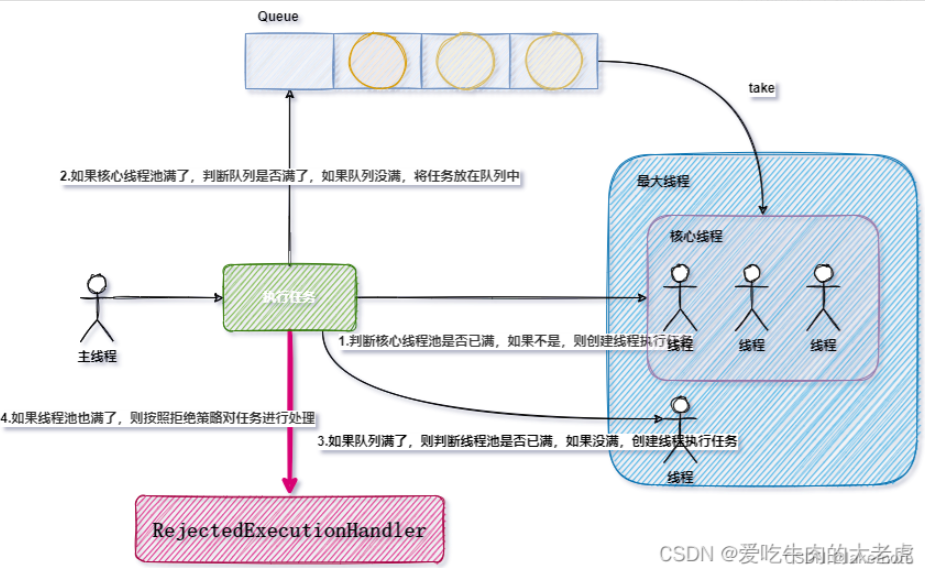 Queue
take
2.如果核心线程池满了，判断队列是否满了，如果队列没满，将任务放在队列中
最大线程
核心线程
执行任务
主线程
1.判断核心线程池是否已满，如果不是，则创建线程执行任务
线程
线程
线程
4.如果线程池也满了，则按照拒绝策略对任务进行处理
3.如果队列满了，则判断线程池是否已满，如果没满，创建线程执行任务
线程
RejectedExecutionHandler
CSDN @爱吃牛肉的大老虎